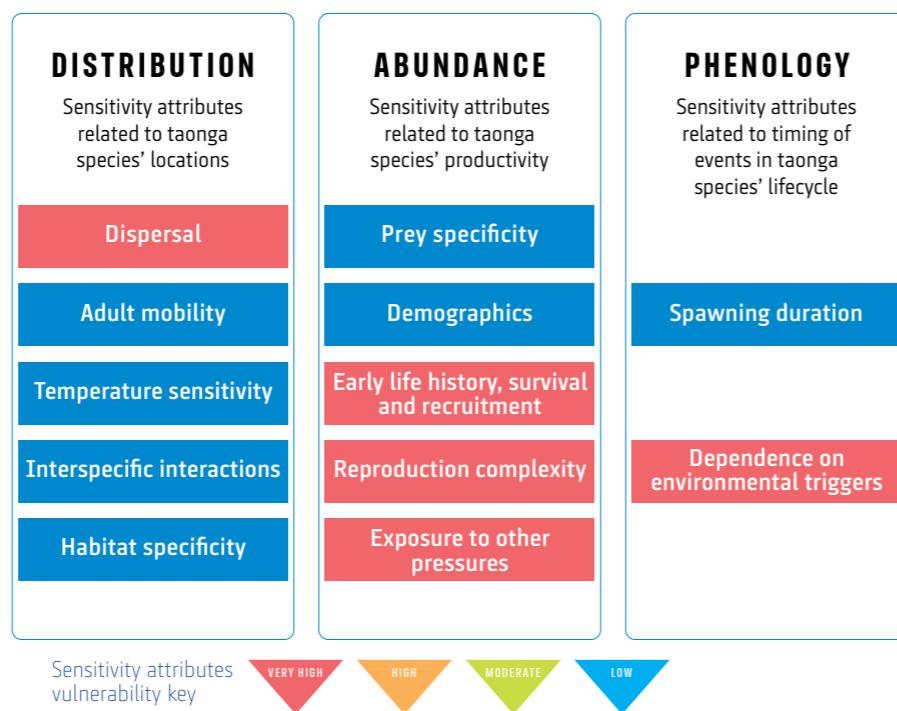 DISTRIBUTION
Sensitivity attributes
related to taonga
species’ locations
Dispersal
Adult mobility
Temperature sensitivity
Interspecific interactions
Habitat specificity
ABUNDANCE
Sensitivity attributes
related to taonga
species’ productivity
Prey specificity
Demographics
Early life history, survival
and recruitment
Reproduction complexity
Exposure to other
pressures
PHENOLOGY
Sensitivity attributes
related to timing of
events in taonga
species’ lifecycle
Spawning duration
Dependence on
environmental triggers
Sensitivity attributes
vulnerability key
VERY HIGH
HIGH
MODERATE
LOW